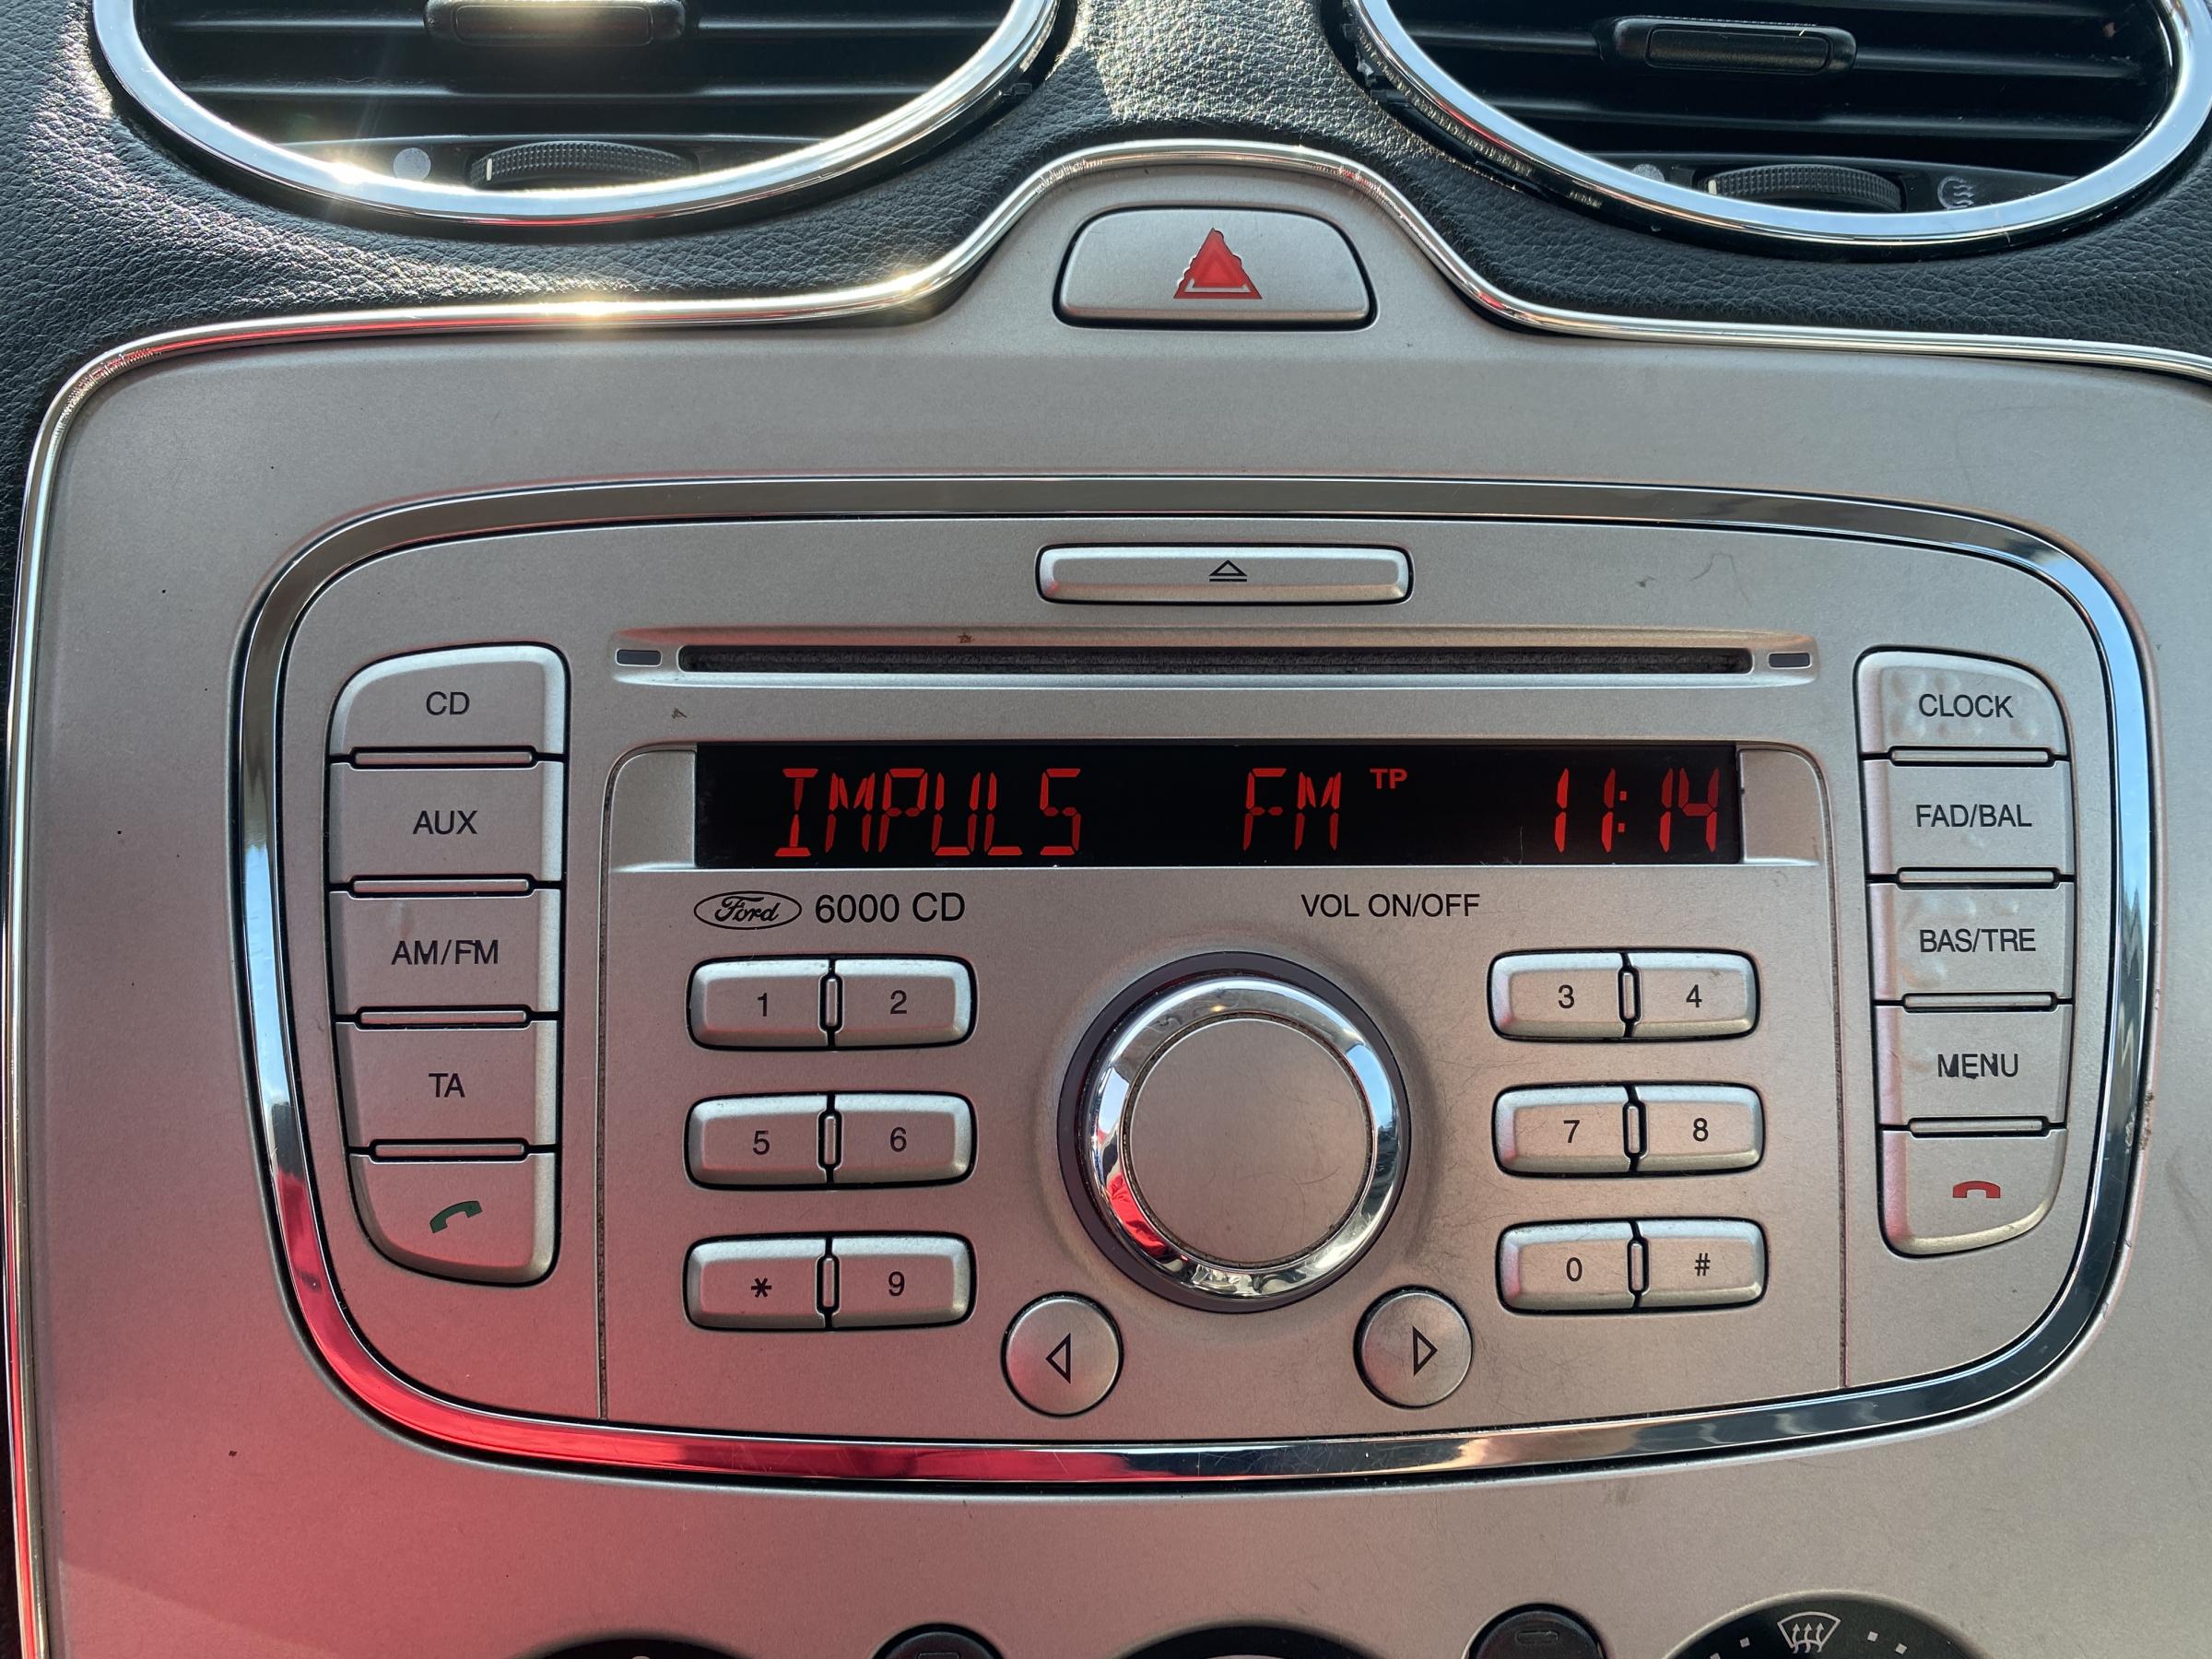 CD
AUX
AM/FM
TA
IMPULS FM TP 11:14
Ford 6000 CD
VOL ON/OFF
1 2
3 4
5 6
7 8
* 9
0 #
CLOCK
FAD/BAL
BAS/TRE
MENU